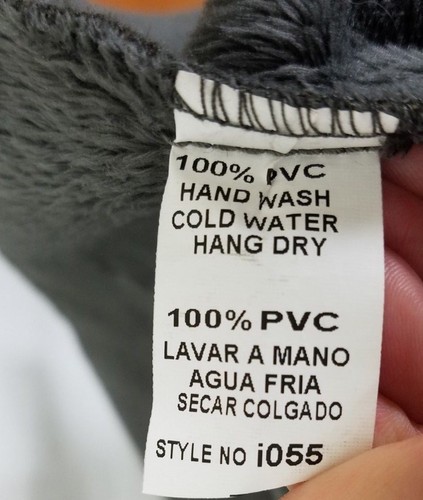 100% PVC
HAND WASH
COLD WATER
HANG DRY
100% PVC
LAVAR A MANO
AGUA FRIA
SECAR COLGADO
STYLE NO i055